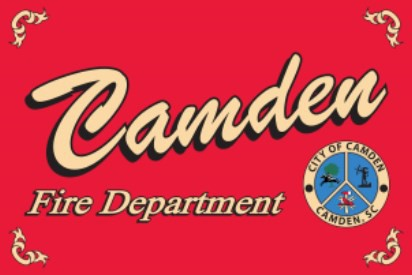 Camden
Fire Department
CITY OF CAMDEN
CAMDEN, SC